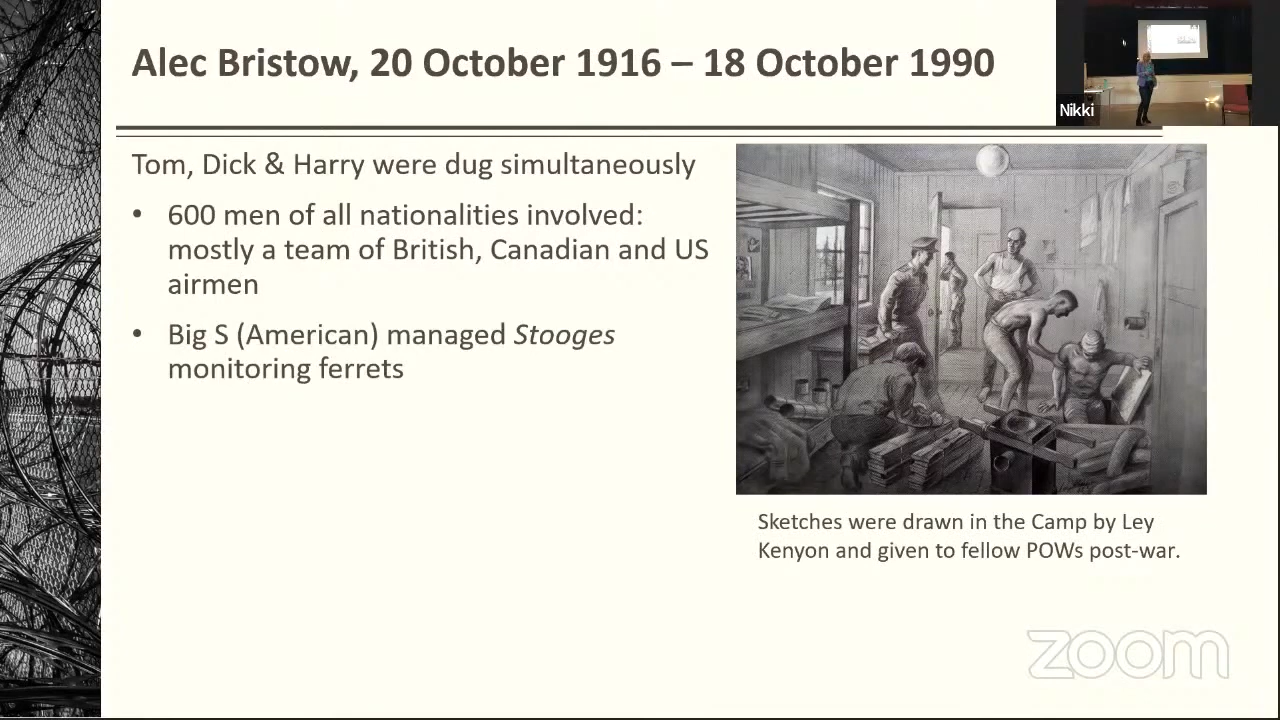 Alec Bristow, 20 October 1916 – 18 October 1990
Nikki
Tom, Dick & Harry were dug simultaneously
• 600 men of all nationalities involved:
mostly a team of British, Canadian and US
airmen
• Big S (American) managed Stooges
monitoring ferrets
Sketches were drawn in the Camp by Ley
Kenyon and given to fellow POWs post-war.
zoom